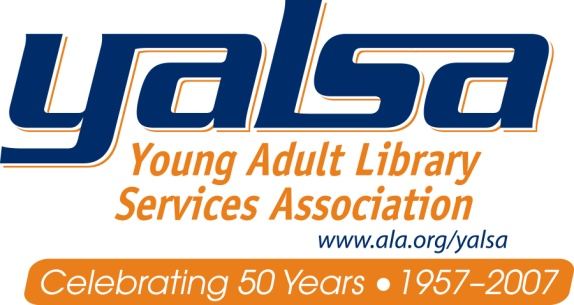 yalsa
Young Adult Library
Services Association
www.ala.org/yalsa
Celebrating 50 Years • 1957–2007